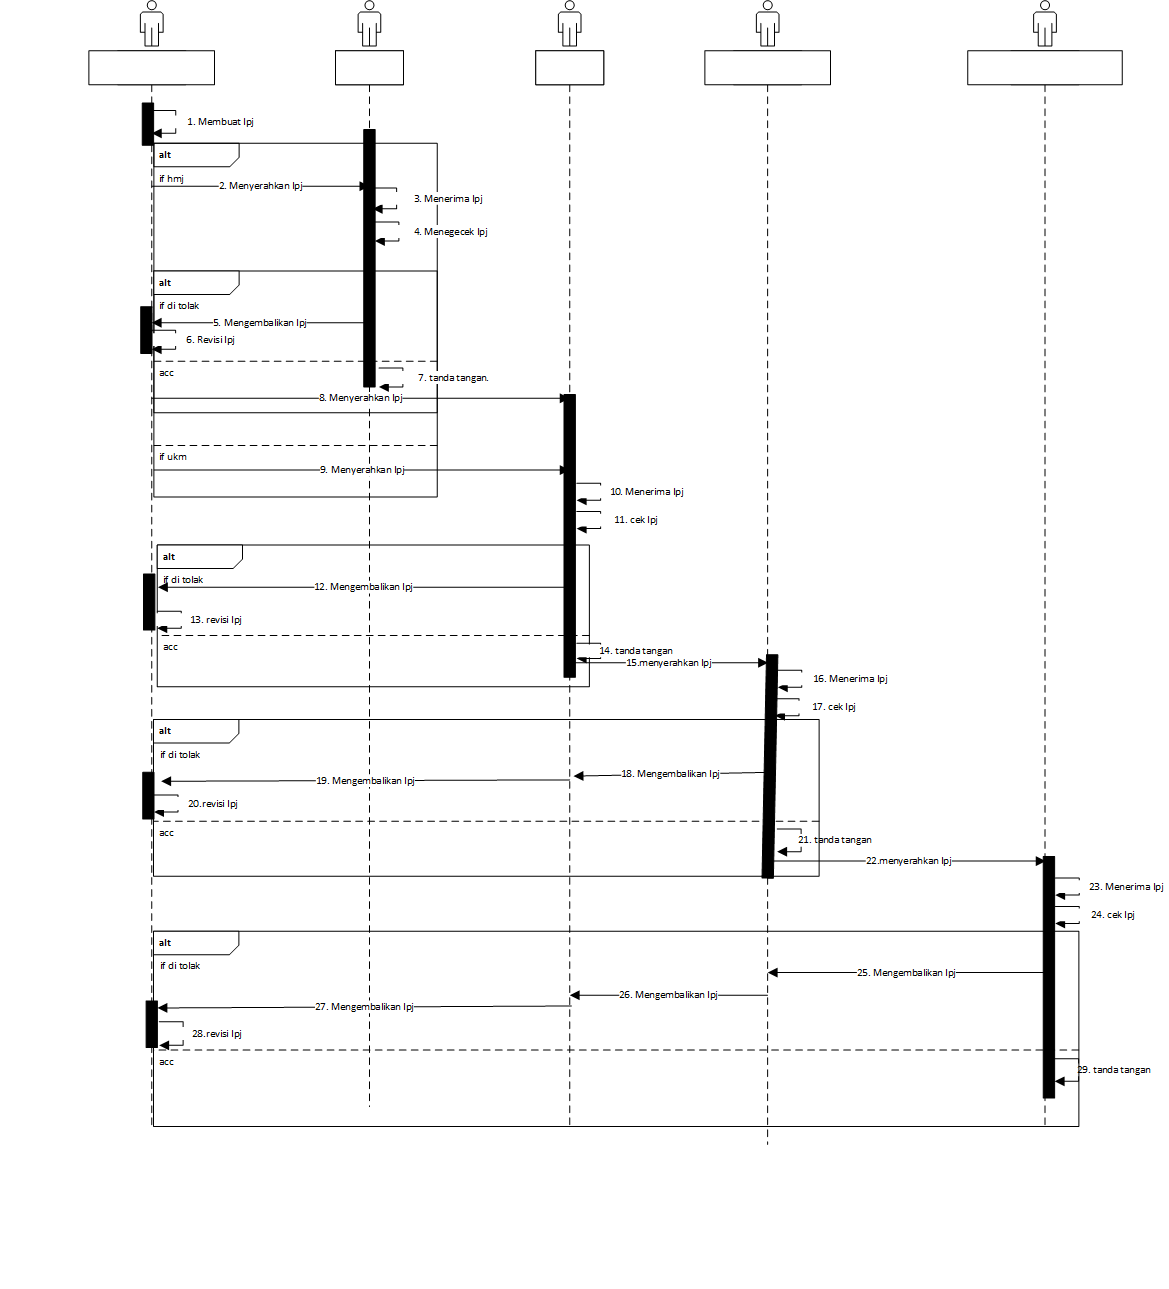 1. Membuat lpj
alt
if hmj
2. Menyerahkan lpj
3. Menerima lpj
4. Menegecek lpj
alt
if di tolak
5. Mengembalikan lpj
6. Revisi lpj
acc
7. tanda tangan.
8. Menyerahkan lpj
if ukm
9. Menyerahkan lpj
10. Menerima lpj
11. cek lpj
alt
if di tolak
12. Mengembalikan lpj
13. revisi lpj
acc
14. tanda tangan
15.menyerahkan lpj
16. Menerima lpj
17. cek lpj
alt
if di tolak
18. Mengembalikan lpj
19. Mengembalikan lpj
20.revisi lpj
acc
21. tanda tangan
22.menyerahkan lpj
23. Menerima lpj
24. cek lpj
alt
if di tolak
25. Mengembalikan lpj
26. Mengembalikan lpj
27. Mengembalikan lpj
28.revisi lpj
acc
29. tanda tangan